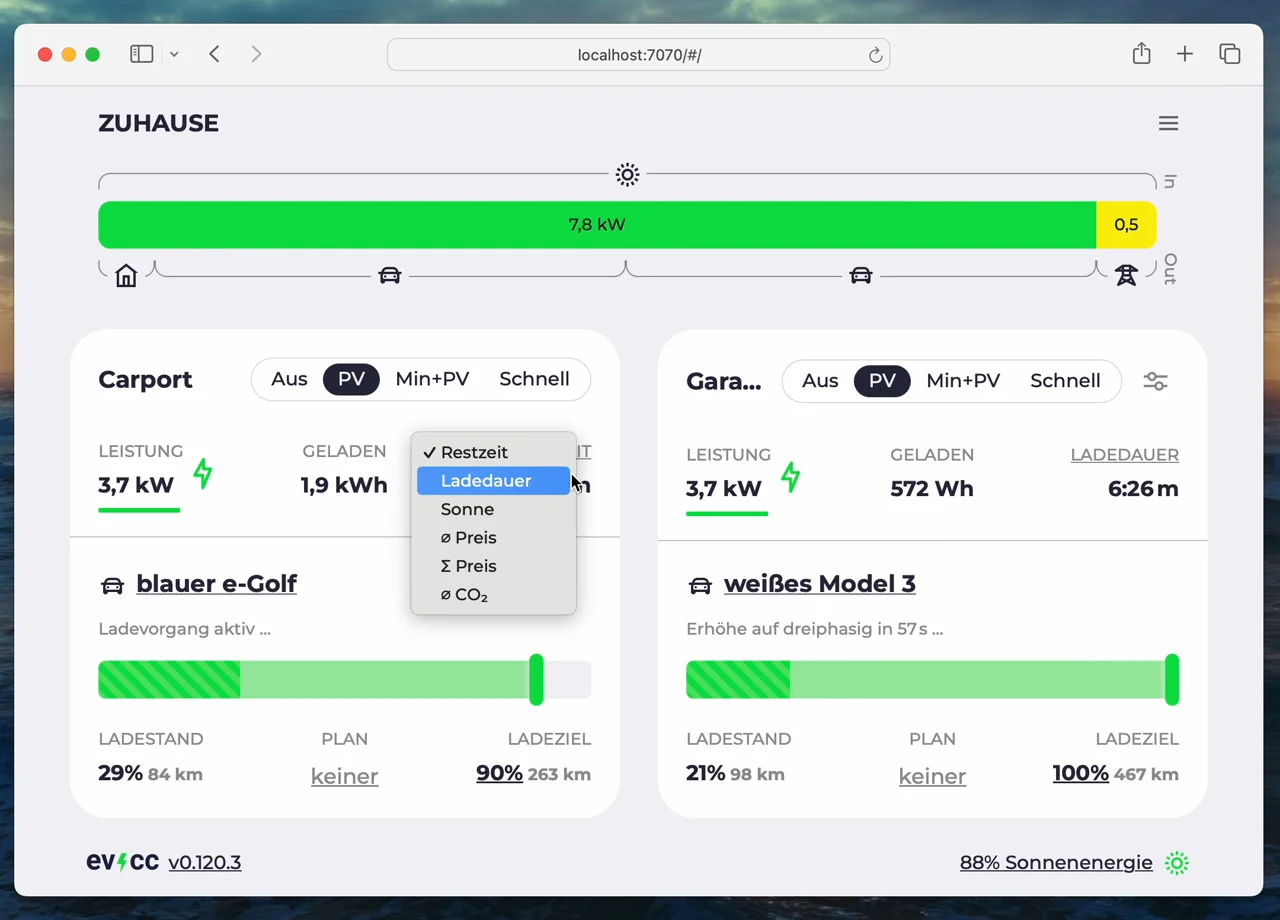 localhost:7070/#/
ZUHAUSE
In
7,8 kW
0,5
Out
Carport
Aus PV Min+PV Schnell
LEISTUNG
3,7 kW
GELADEN
1,9 kWh
IT
✓ Restzeit
Ladedauer
Sonne
⌀ Preis
Σ Preis
⌀ CO₂
blauer e-Golf
Ladevorgang aktiv ...
LADESTAND PLAN LADEZIEL
29% 84 km keiner 90% 263 km
Gara...
Aus PV Min+PV Schnell
LEISTUNG GELADEN LADEDAUER
3,7 kW 572 Wh 6:26 m
weißes Model 3
Erhöhe auf dreiphasig in 57 s ...
LADESTAND PLAN LADEZIEL
21% 98 km keiner 100% 467 km
evcc v0.120.3
88% Sonnenenergie